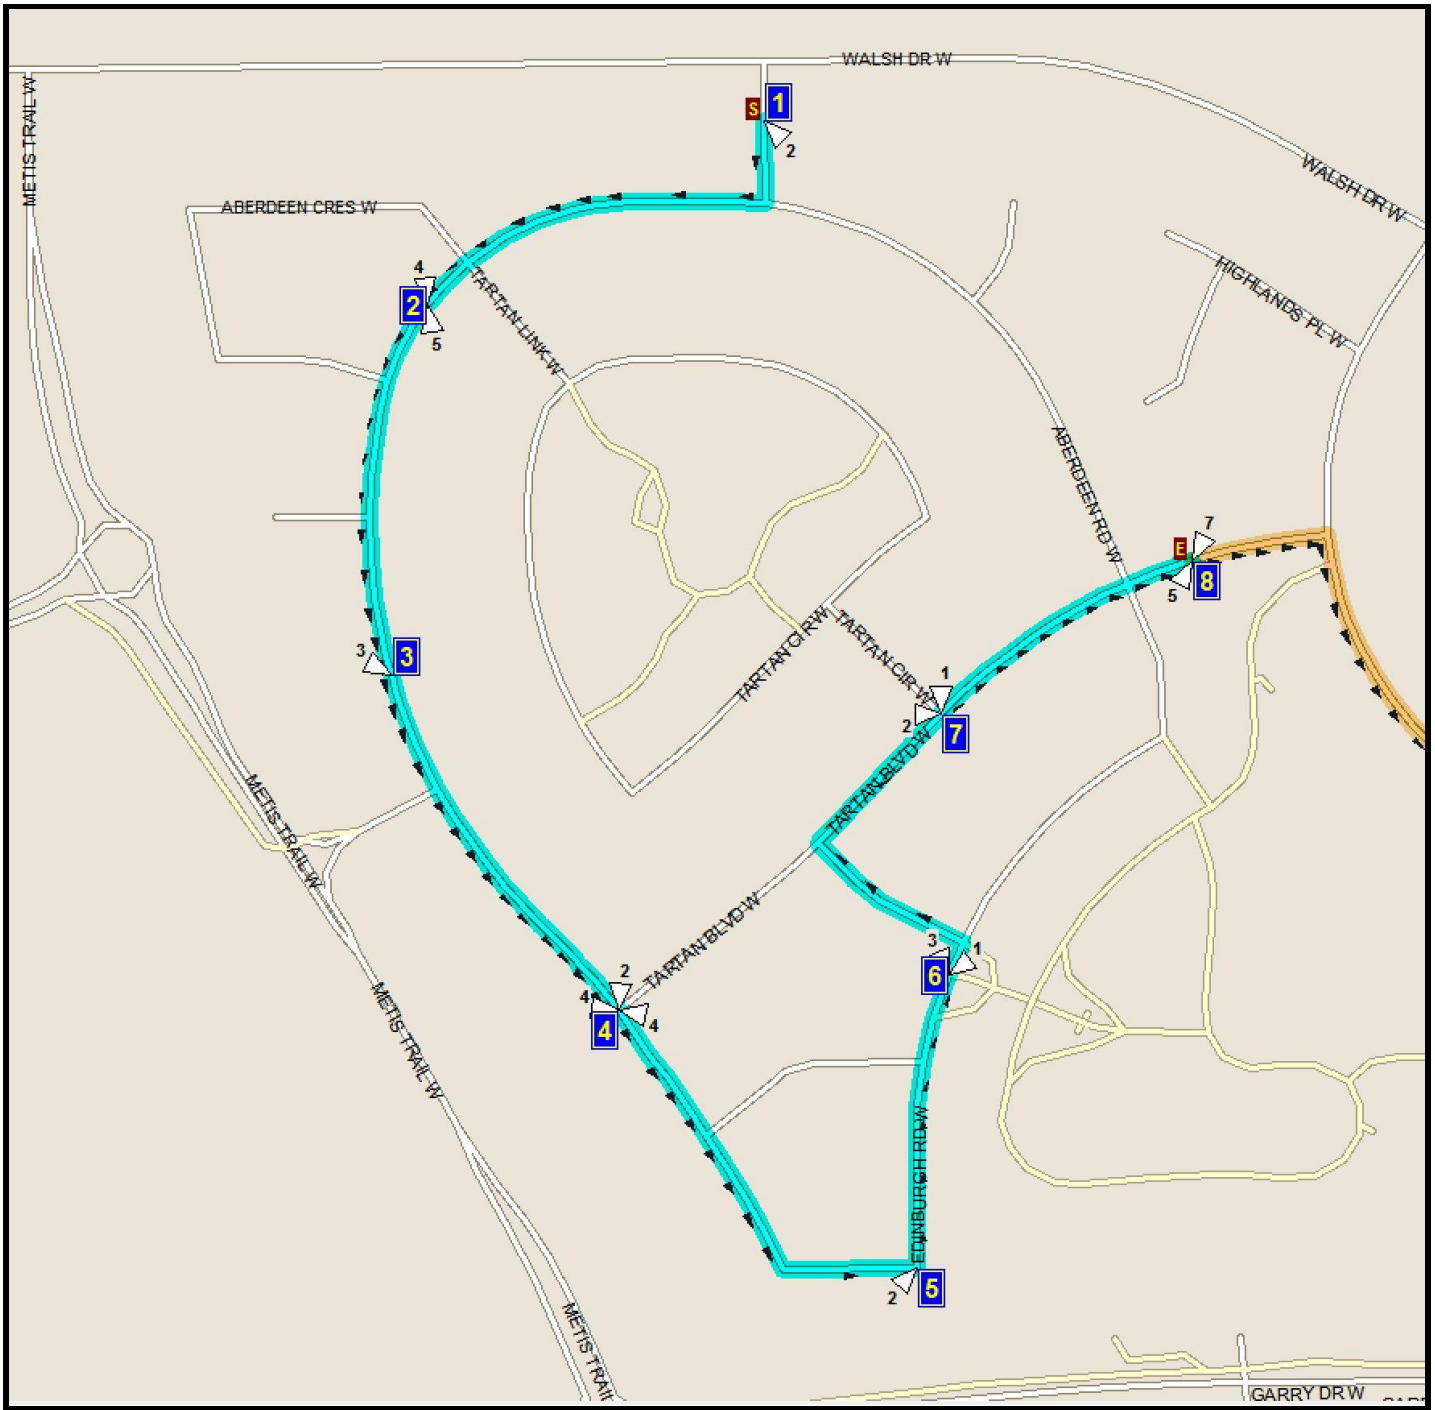 WALSH DR W
METIS TRAIL W
S
1
2
WALSH DR W
ABERDEEN CRES W
HIGHLANDS PL W
4
2
5
TARTAN LINK W
ABERDEEN RD W
7
E
8
5
TARTAN CIR W
TARTAN CIR W
3
3
1
2
7
TARTAN BLVD W
METIS TRAIL W
TARTAN BLVD W
3
1
6
2
4
4
4
METIS TRAIL W
EDINBURGH RD W
2
5
METIS TRAIL
GARRY DR W